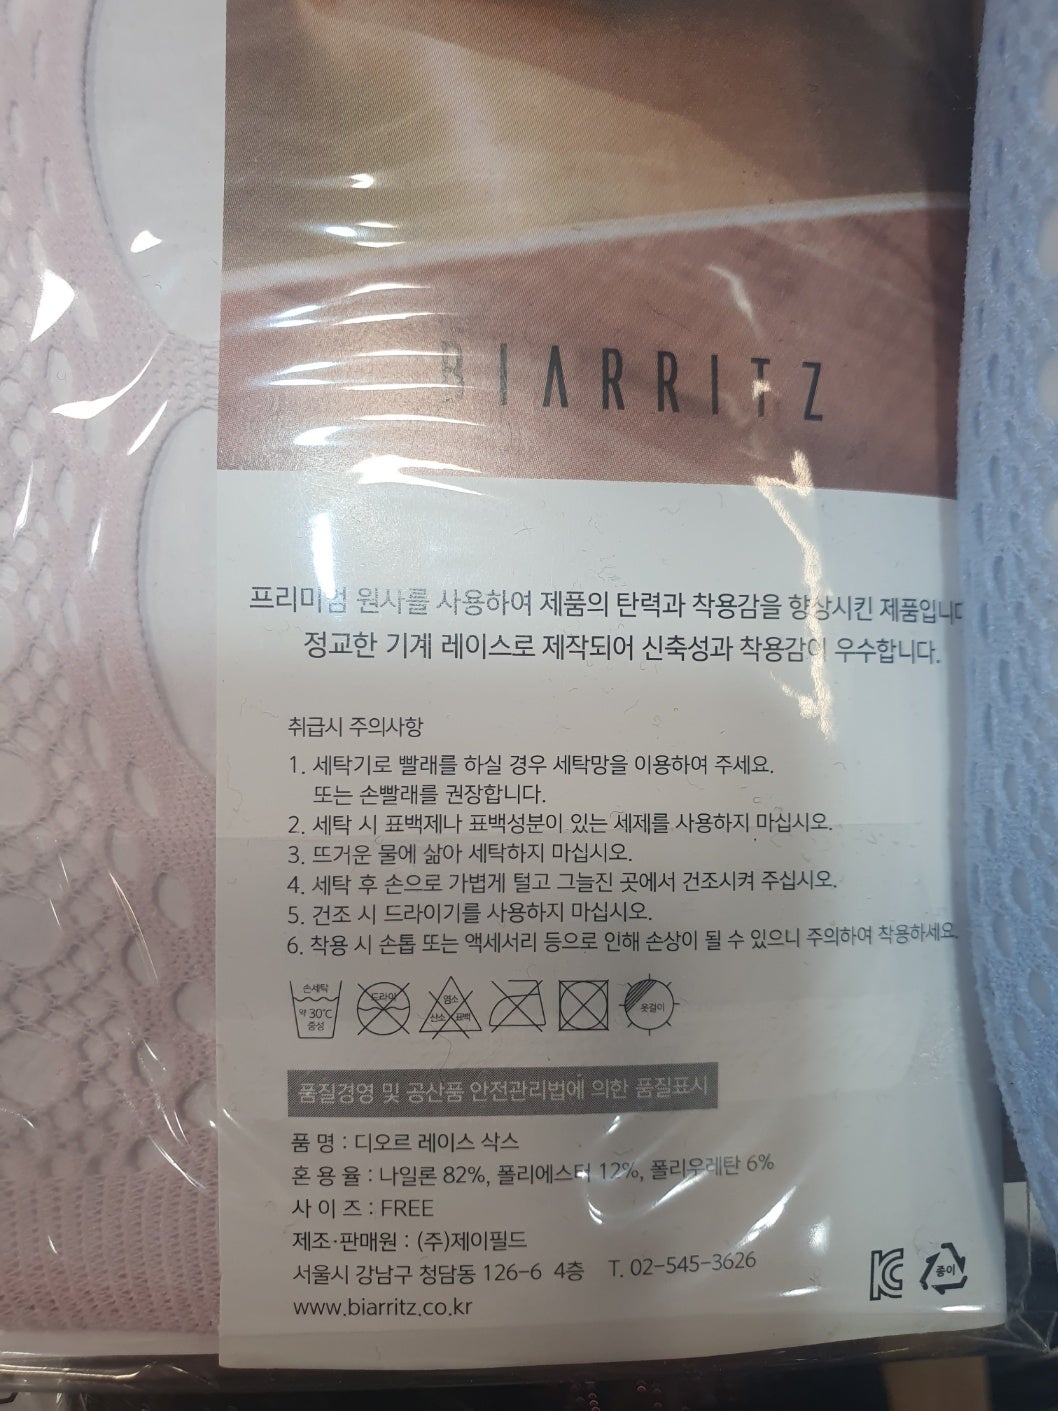 BIARRITZ
프리미엄 원사를 사용하여 제품의 탄력과 착용감을 향상시킨 제품입니다
정교한 기계 레이스로 제작되어 신축성과 착용감이 우수합니다.
취급시 주의사항
1. 세탁기로 빨래를 하실 경우 세탁망을 이용하여 주세요.
또는 손빨래를 권장합니다.
2. 세탁 시 표백제나 표백성분이 있는 세제를 사용하지 마십시오.
3. 뜨거운 물에 삶아 세탁하지 마십시오.
4. 세탁 후 손으로 가볍게 털고 그늘진 곳에서 건조시켜 주십시오.
5. 건조 시 드라이기를 사용하지 마십시오.
6. 착용 시 손톱 또는 액세서리 등으로 인해 손상이 될 수 있으니 주의하여 착용하세요.
손세탁
약 30℃
중성
드라이
염소
산소 표백
옷걸이
품질경영 및 공산품 안전관리법에 의한 품질표시
품 명 : 디오르 레이스 삭스
혼 용 율 : 나일론 82%, 폴리에스터 12%, 폴리우레탄 6%
사 이 즈 : FREE
제조·판매원 : (주)제이필드
서울시 강남구 청담동 126-6 4층 T. 02-545-3626
www.biarritz.co.kr
KC
종이